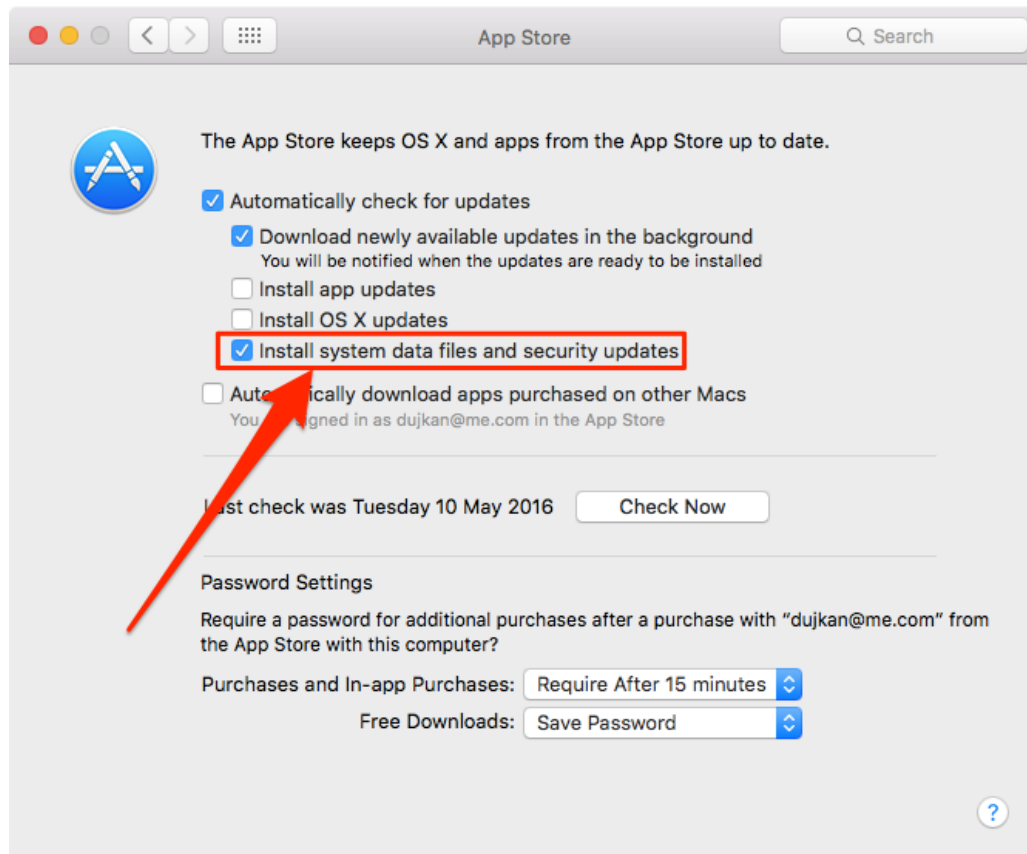 App Store
Search
The App Store keeps OS X and apps from the App Store up to date.
Automatically check for updates
Download newly available updates in the background
You will be notified when the updates are ready to be installed
Install app updates
Install OS X updates
Install system data files and security updates
Automatically download apps purchased on other Macs
You signed in as dujkan@me.com in the App Store
Last check was Tuesday 10 May 2016
Check Now
Password Settings
Require a password for additional purchases after a purchase with “dujkan@me.com” from
the App Store with this computer?
Purchases and In-app Purchases: Require After 15 minutes
Free Downloads: Save Password
?